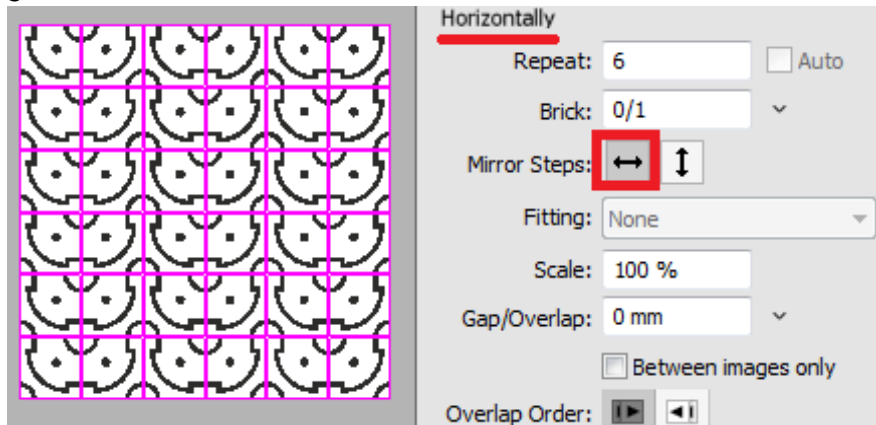 Horizontally
Repeat: 6 Auto
Brick: 0/1
Mirror Steps:
Fitting: None
Scale: 100 %
Gap/Overlap: 0 mm
Between images only
Overlap Order: